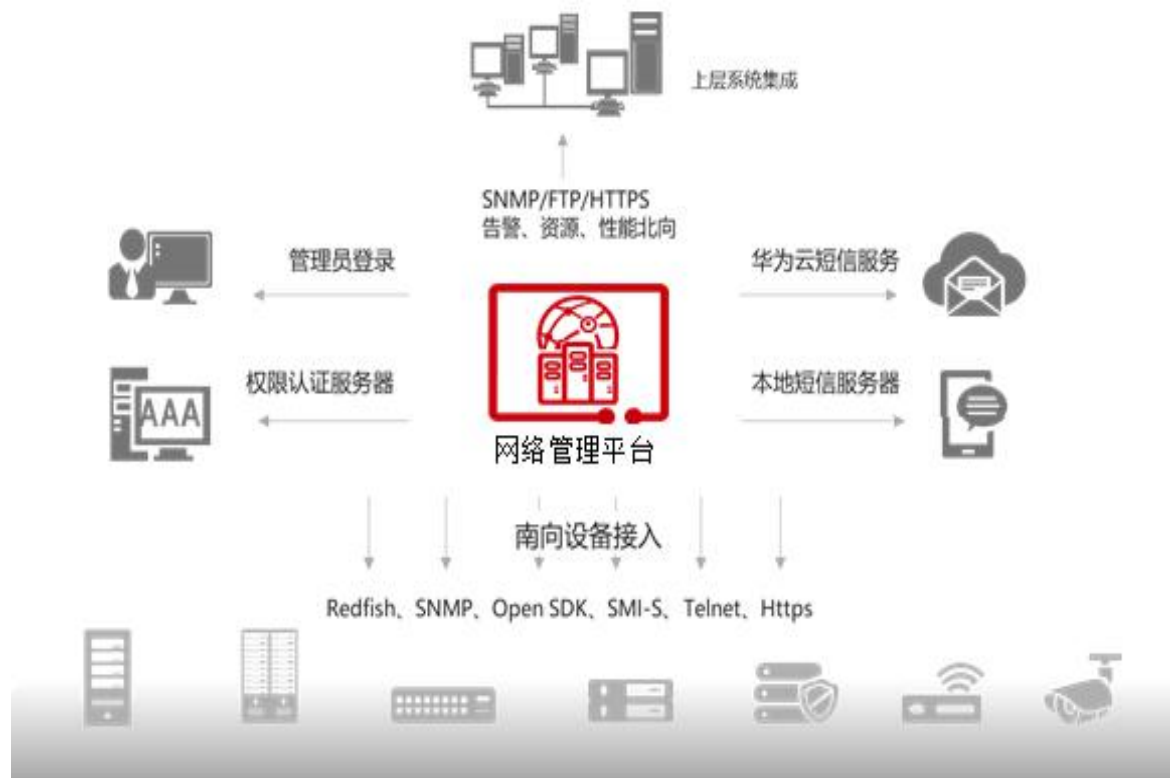 上层系统集成
SNMP/FTP/HTTPS
告警、资源、性能北向
管理员登录
华为云短信服务
权限认证服务器
本地短信服务器
AAA
网络管理平台
南向设备接入
Redfish、SNMP、Open SDK、SMI-S、Telnet、Https